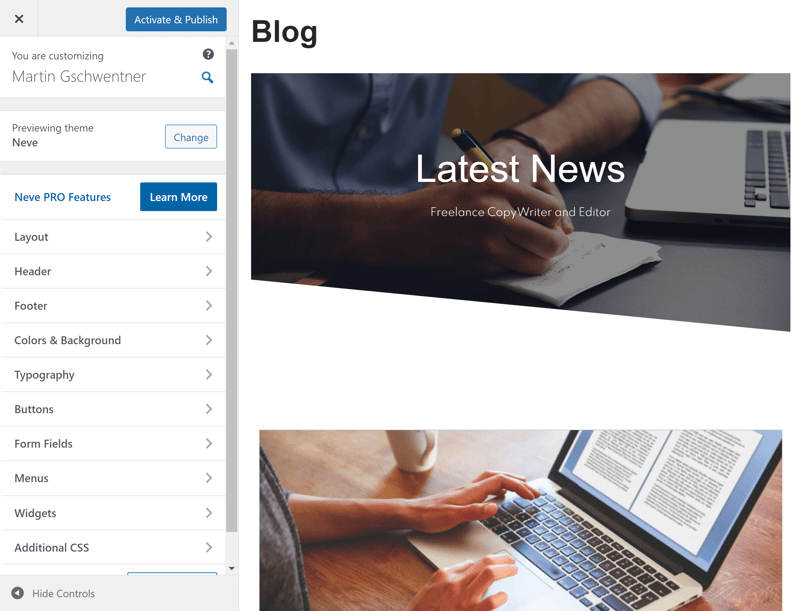 Activate & Publish
You are customizing
Martin Gschwentner
Previewing theme
Neve
Change
Neve PRO Features
Learn More
Layout
Header
Footer
Colors & Background
Typography
Buttons
Form Fields
Menus
Widgets
Additional CSS
Hide Controls
Blog
Latest News
Freelance CopyWriter and Editor